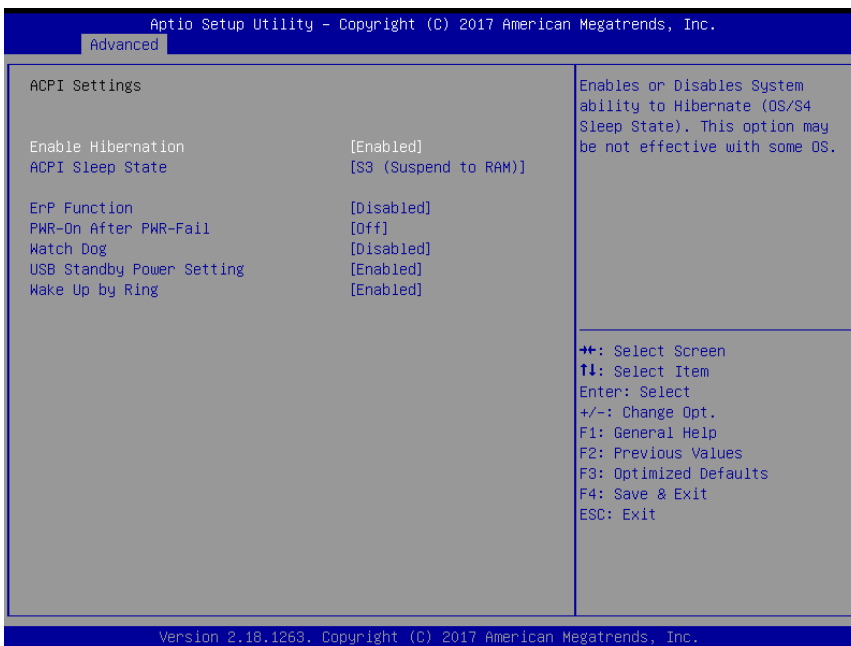 Aptio Setup Utility – Copyright (C) 2017 American Megatrends, Inc.
Advanced
ACPI Settings
Enable Hibernation [Enabled]
ACPI Sleep State [S3 (Suspend to RAM)]
ErP Function [Disabled]
PWR-On After PWR-Fail [Off]
Watch Dog [Disabled]
USB Standby Power Setting [Enabled]
Wake Up by Ring [Enabled]
Enables or Disables System
ability to Hibernate (OS/S4
Sleep State). This option may
be not effective with some OS.
→←: Select Screen
↑↓: Select Item
Enter: Select
+/-: Change Opt.
F1: General Help
F2: Previous Values
F3: Optimized Defaults
F4: Save & Exit
ESC: Exit
Version 2.18.1263. Copyright (C) 2017 American Megatrends, Inc.